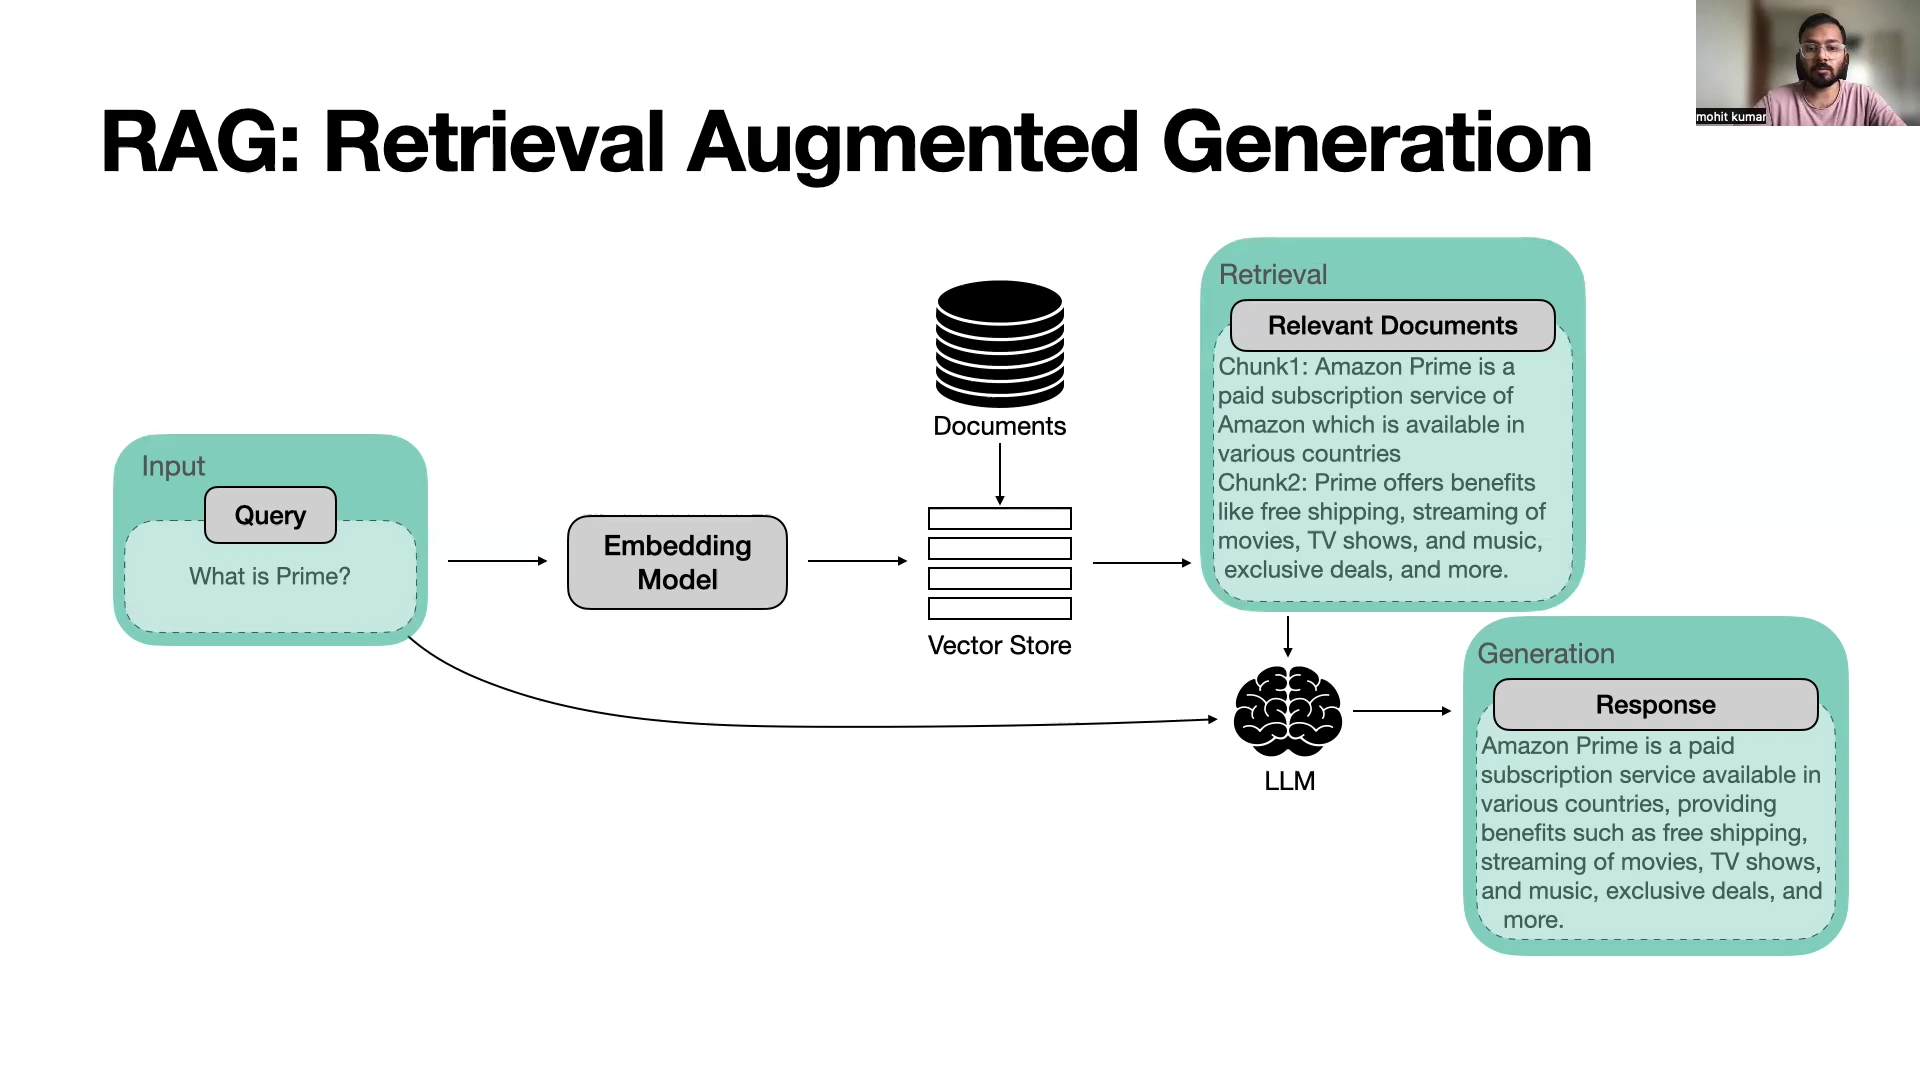 RAG: Retrieval Augmented Generation
mohit kumar
Input
Query
What is Prime?
Embedding
Model
Documents
Vector Store
Retrieval
Relevant Documents
Chunk1: Amazon Prime is a
paid subscription service of
Amazon which is available in
various countries
Chunk2: Prime offers benefits
like free shipping, streaming of
movies, TV shows, and music,
exclusive deals, and more.
LLM
Generation
Response
Amazon Prime is a paid
subscription service available in
various countries, providing
benefits such as free shipping,
streaming of movies, TV shows,
and music, exclusive deals, and
more.